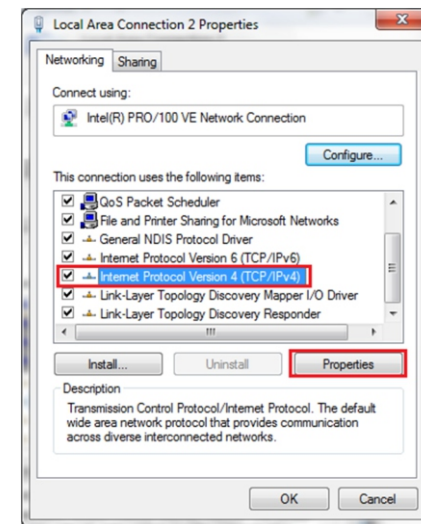 Local Area Connection 2 Properties
Networking
Sharing
Connect using:
Intel(R) PRO/100 VE Network Connection
Configure...
This connection uses the following items:
QoS Packet Scheduler
File and Printer Sharing for Microsoft Networks
General NDIS Protocol Driver
Internet Protocol Version 6 (TCP/IPv6)
Internet Protocol Version 4 (TCP/IPv4)
Link-Layer Topology Discovery Mapper I/O Driver
Link-Layer Topology Discovery Responder
Install...
Uninstall
Properties
Description
Transmission Control Protocol/Internet Protocol. The default
wide area network protocol that provides communication
across diverse interconnected networks.
OK
Cancel